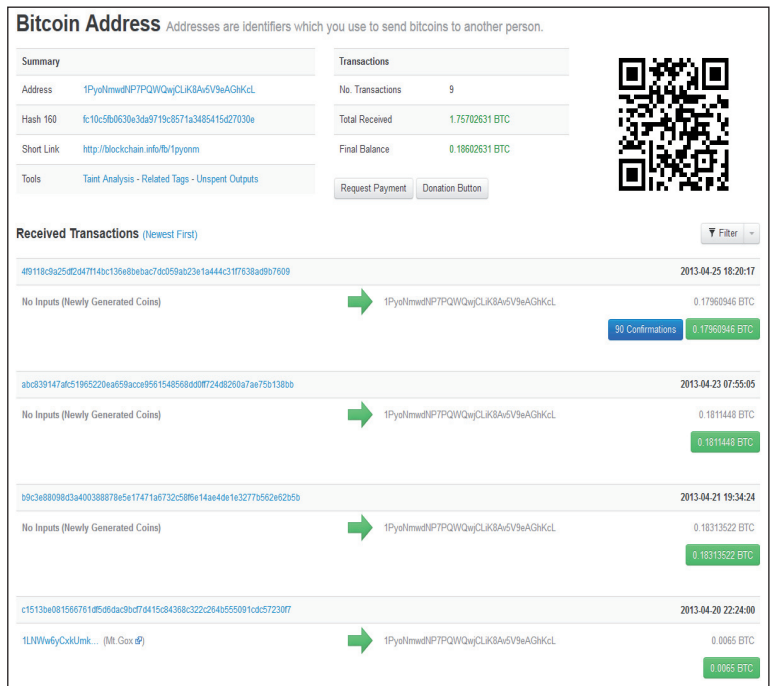 Bitcoin Address Addresses are identifiers which you use to send bitcoins to another person.
Summary
Address 1PyoNmwdNP7PQWQwjCLiK8Av5V9eAGhKcL
Hash 160 fc10c5fb0630e3da9719c8571a3485415d27030e
Short Link http://blockchain.info/fb/1pyonm
Tools Taint Analysis - Related Tags - Unspent Outputs
Transactions
No. Transactions 9
Total Received 1.75702631 BTC
Final Balance 0.18602631 BTC
Request Payment Donation Button
Received Transactions (Newest First) Filter
4f9118c9a25df2d47f14bc136e8bebac7dc059ab23e1a444c31f7638ad9b7609 2013-04-25 18:20:17
No Inputs (Newly Generated Coins) 1PyoNmwdNP7PQWQwjCLiK8Av5V9eAGhKcL 0.17960946 BTC
90 Confirmations 0.17960946 BTC
abc839147afc51965220ea659acce9561548568dd0ff724d8260a7ae75b138bb 2013-04-23 07:55:05
No Inputs (Newly Generated Coins) 1PyoNmwdNP7PQWQwjCLiK8Av5V9eAGhKcL 0.1811448 BTC
0.1811448 BTC
b9c3e88098d3a400388878e5e17471a6732c58f6e14ae4de1e3277b562e62b5b 2013-04-21 19:34:24
No Inputs (Newly Generated Coins) 1PyoNmwdNP7PQWQwjCLiK8Av5V9eAGhKcL 0.18313522 BTC
0.18313522 BTC
c1513be081566761df5d6dac9bcf7d415c84368c322c264b555091cdc57230f7 2013-04-20 22:24:00
1LNWw6yCxkUmk... (Mt.Gox) 1PyoNmwdNP7PQWQwjCLiK8Av5V9eAGhKcL 0.0065 BTC
0.0065 BTC